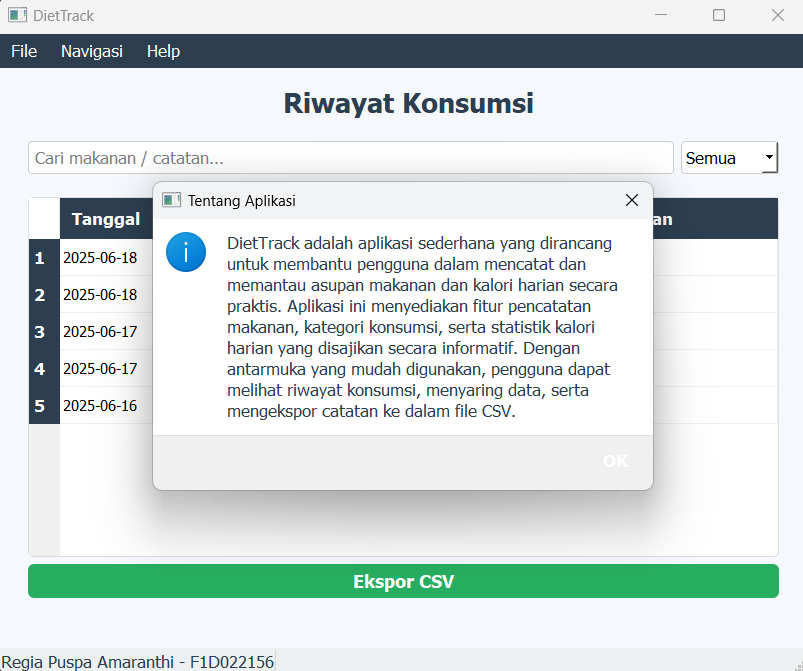 DietTrack
File Navigasi Help
Riwayat Konsumsi
Cari makanan / catatan...
Semua
Tentang Aplikasi
DietTrack adalah aplikasi sederhana yang dirancang
untuk membantu pengguna dalam mencatat dan
memantau asupan makanan dan kalori harian secara
praktis. Aplikasi ini menyediakan fitur pencatatan
makanan, kategori konsumsi, serta statistik kalori
harian yang disajikan secara informatif. Dengan
antarmuka yang mudah digunakan, pengguna dapat
melihat riwayat konsumsi, menyaring data, serta
mengekspor catatan ke dalam file CSV.
OK
Tanggal
1 2025-06-18
2 2025-06-18
3 2025-06-17
4 2025-06-17
5 2025-06-16
Ekspor CSV
Regia Puspa Amaranthi - F1D022156